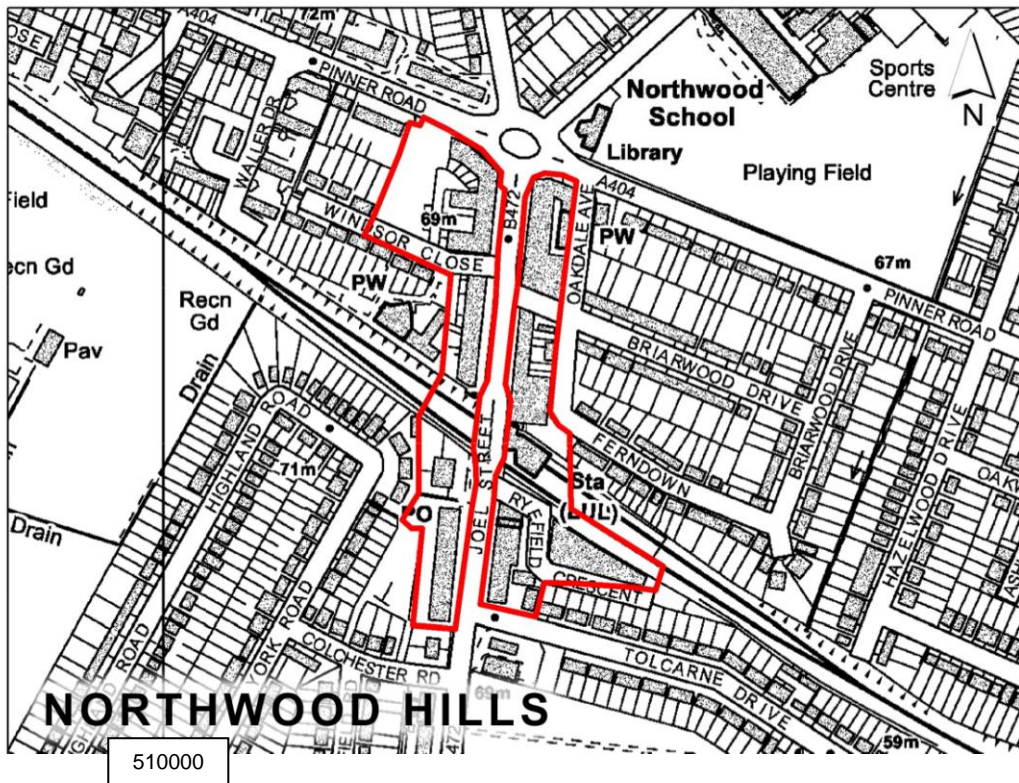 A404
72m
CLOSE
PINNER ROAD
Sports
Centre
Northwood
School
N
Library
Playing Field
WALLER DR
A404
B472
69m
WINDSOR CLOSE
OAKDALE AVE
PW
67m
PINNER ROAD
Field
Recn Gd
PW
Recn
Gd
Pav
Drain
BRIARWOOD DRIVE
BRIARWOOD DRIVE
HIGHLAND ROAD
71m
JOEL STREET
FERNDOWN
HAZELWOOD DRIVE
Sta
(LUL)
PO
RYEFIELD
CRESCENT
Drain
ROAD
YORK ROAD
COLCHESTER RD
TOLCARNE DRIVE
69m
NORTHWOOD HILLS
59m
510000